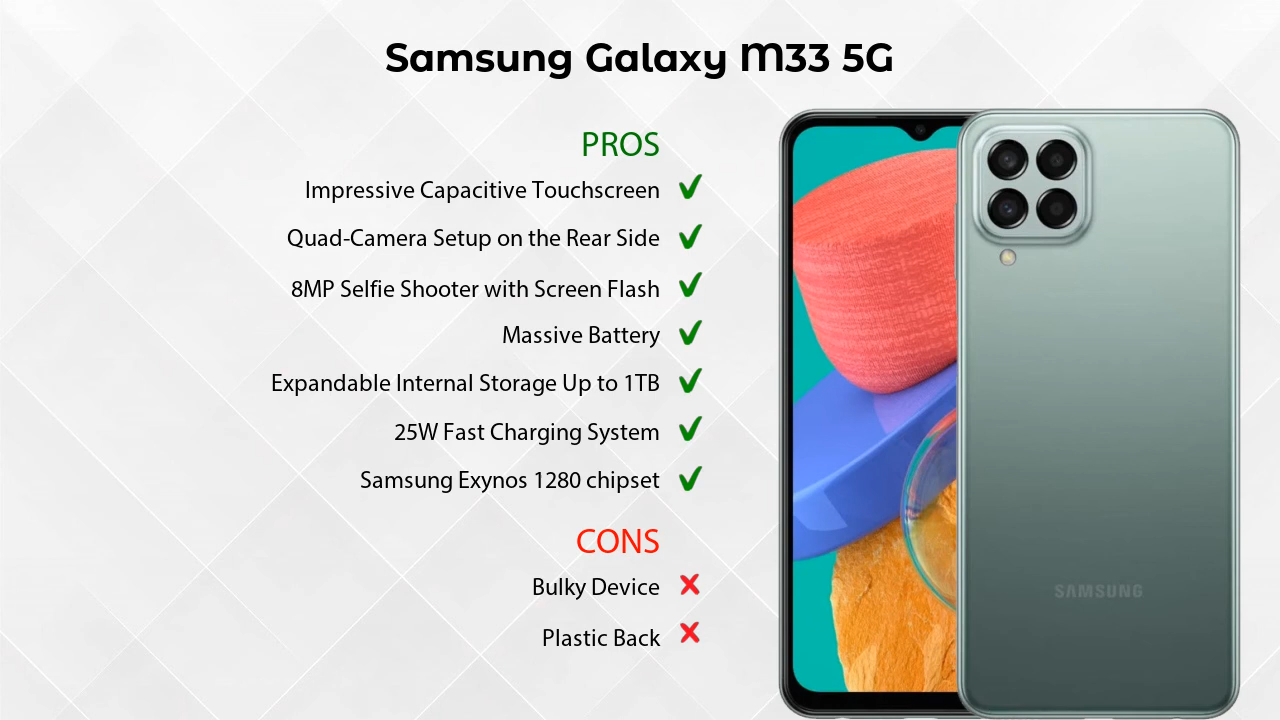 Samsung Galaxy M33 5G
PROS
Impressive Capacitive Touchscreen
Quad-Camera Setup on the Rear Side
8MP Selfie Shooter with Screen Flash
Massive Battery
Expandable Internal Storage Up to 1TB
25W Fast Charging System
Samsung Exynos 1280 chipset
CONS
Bulky Device
Plastic Back
SAMSUNG